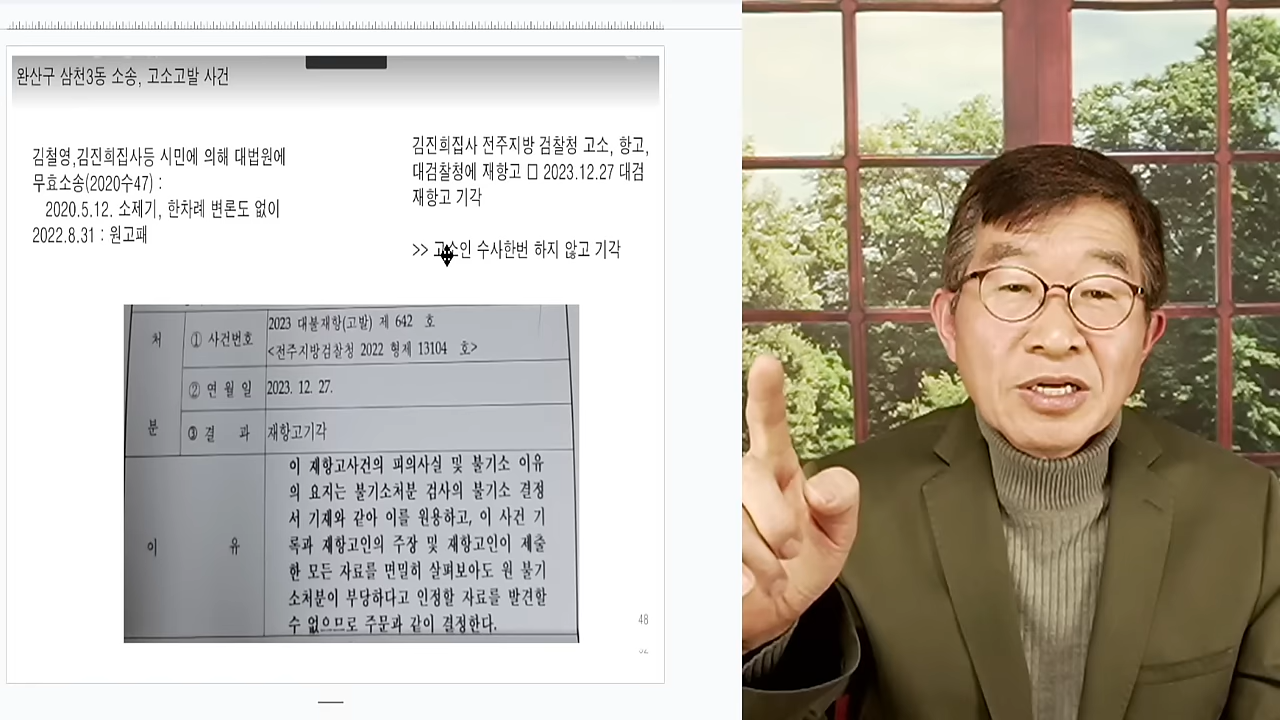 완산구 삼천3동 소송, 고소고발 사건
김철영,김진희집사등 시민에 의해 대법원에
무효소송(2020수47) :
2020.5.12. 소제기, 한차례 변론도 없이
2022.8.31 : 원고패
김진희집사 전주지방 검찰청 고소, 항고,
대검찰청에 재항고 □ 2023.12.27 대검
재항고 기각
>> 고소인 수사한번 하지 않고 기각
처 분
① 사건번호
2023 대불재항(고발) 제 642 호
<전주지방검찰청 2022 형제 13104 호>
② 연 월 일
2023. 12. 27.
③ 결 과
재항고기각
이 유
이 재항고사건의 피의사실 및 불기소 이유
의 요지는 불기소처분 검사의 불기소 결정
서 기재와 같아 이를 원용하고, 이 사건 기
록과 재항고인의 주장 및 재항고인이 제출
한 모든 자료를 면밀히 살펴보아도 원 불기
소처분이 부당하다고 인정할 자료를 발견할
수 없으므로 주문과 같이 결정한다.
48